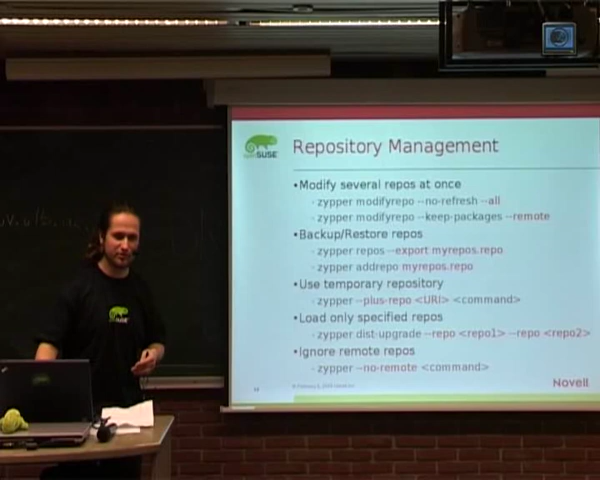 openSUSE
Repository Management
•Modify several repos at once
- zypper modifyrepo --no-refresh --all
- zypper modifyrepo --keep-packages --remote
•Backup/Restore repos
- zypper repos --export myrepos.repo
- zypper addrepo myrepos.repo
•Use temporary repository
- zypper --plus-repo <URI> <command>
•Load only specified repos
- zypper dist-upgrade --repo <repo1> --repo <repo2>
•Ignore remote repos
- zypper --no-remote <command>
Novell
SUSE